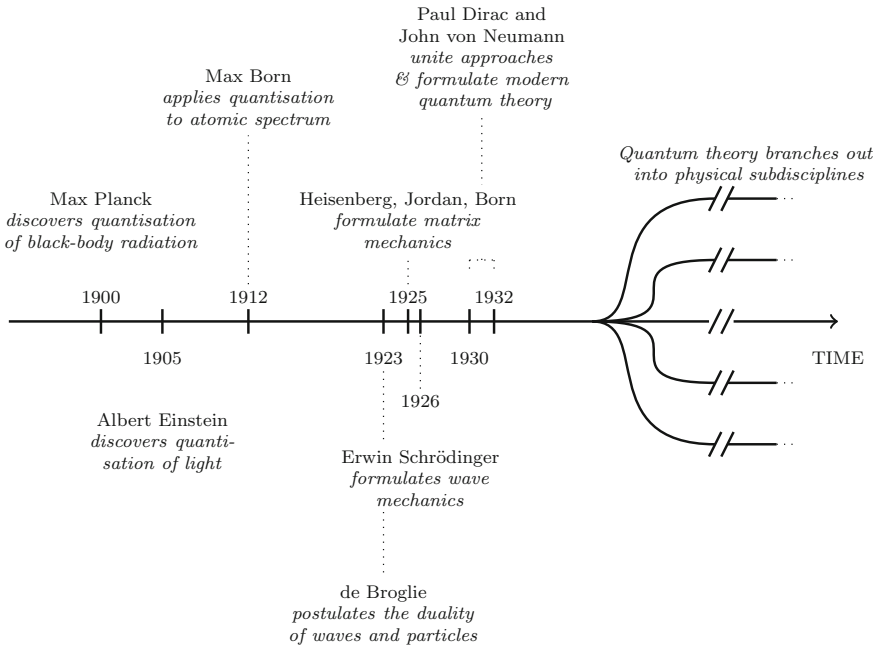 Paul Dirac and
John von Neumann
unite approaches
& formulate modern
quantum theory
Max Born
applies quantisation
to atomic spectrum
Quantum theory branches out
into physical subdisciplines
Max Planck
discovers quantisation
of black-body radiation
Heisenberg, Jordan, Born
formulate matrix
mechanics
1900
1912
1925
1932
1905
1923
1930
TIME
1926
Albert Einstein
discovers quanti-
sation of light
Erwin Schrödinger
formulates wave
mechanics
de Broglie
postulates the duality
of waves and particles